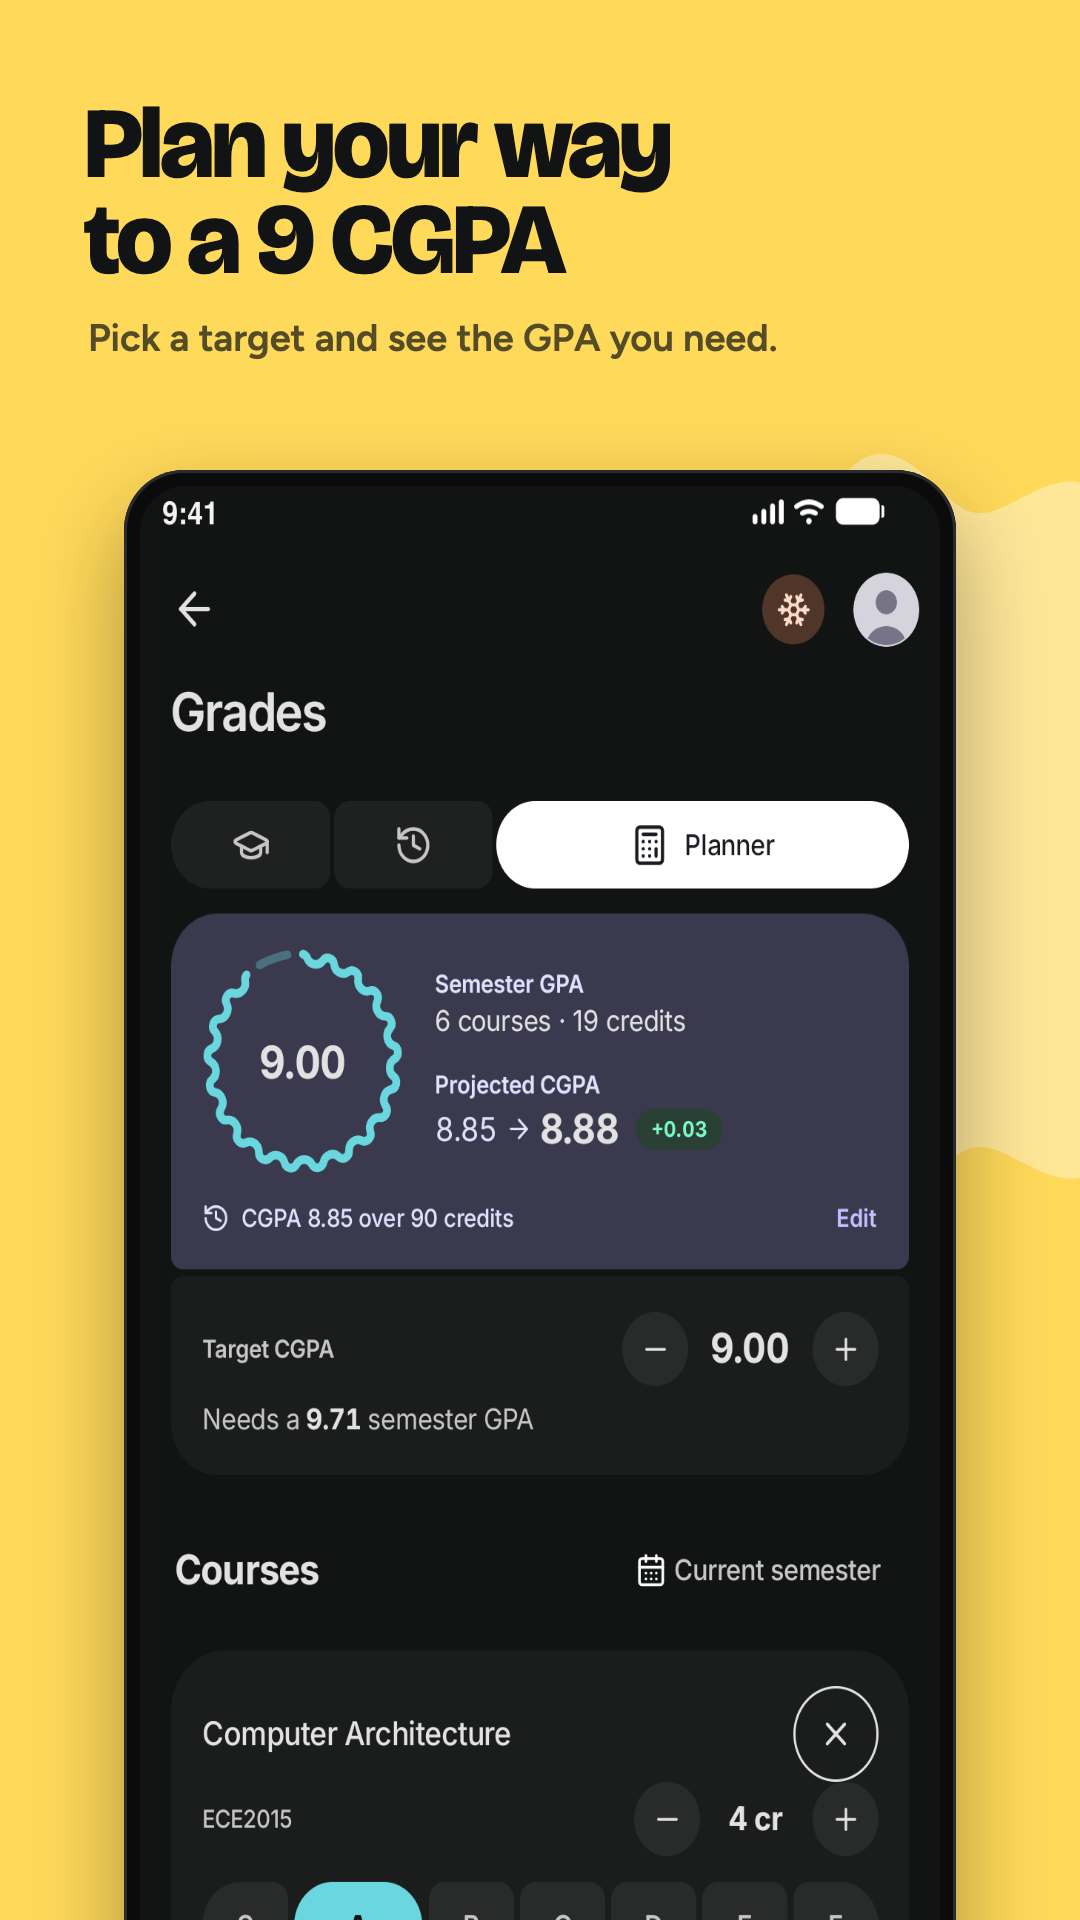 Plan your way
to a 9 CGPA
Pick a target and see the GPA you need.
9:41
Grades
Planner
9.00
Semester GPA
6 courses · 19 credits
Projected CGPA
8.85 → 8.88 +0.03
CGPA 8.85 over 90 credits Edit
Target CGPA − 9.00 +
Needs a 9.71 semester GPA
Courses Current semester
Computer Architecture
ECE2015 − 4 cr +